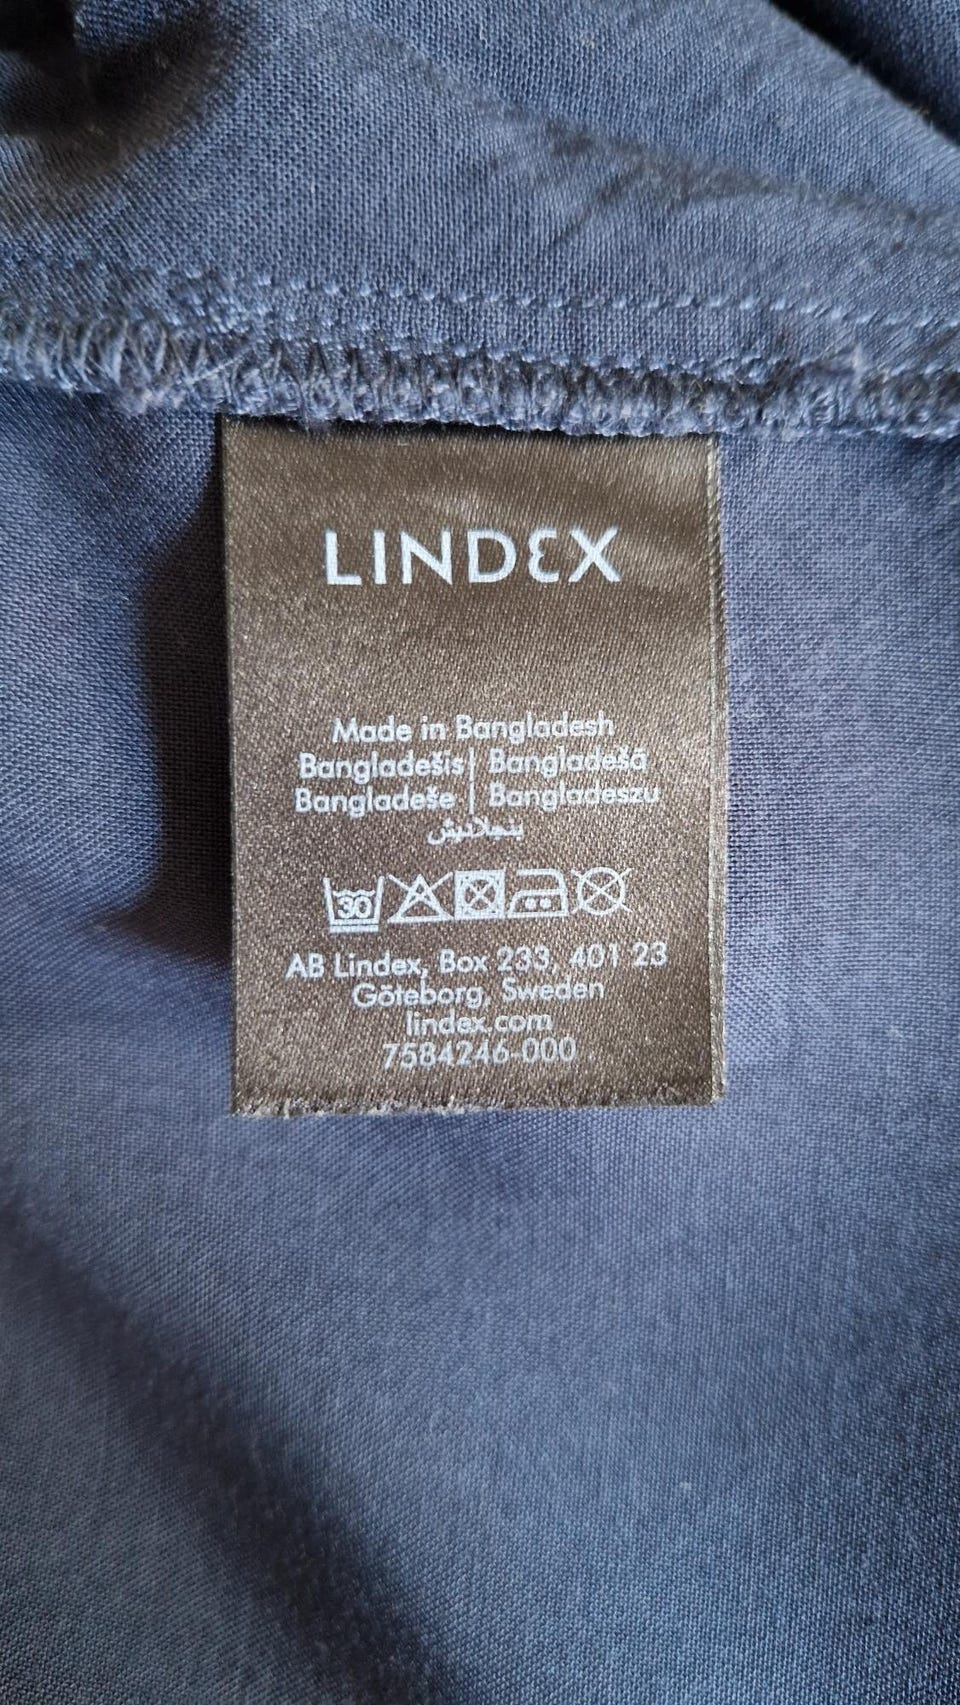 LINDEX
Made in Bangladesh
Bangladešis | Bangladešā
Bangladeše | Bangladeszu
بنجلاديش
30
AB Lindex, Box 233, 401 23
Göteborg, Sweden
lindex.com
7584246-000